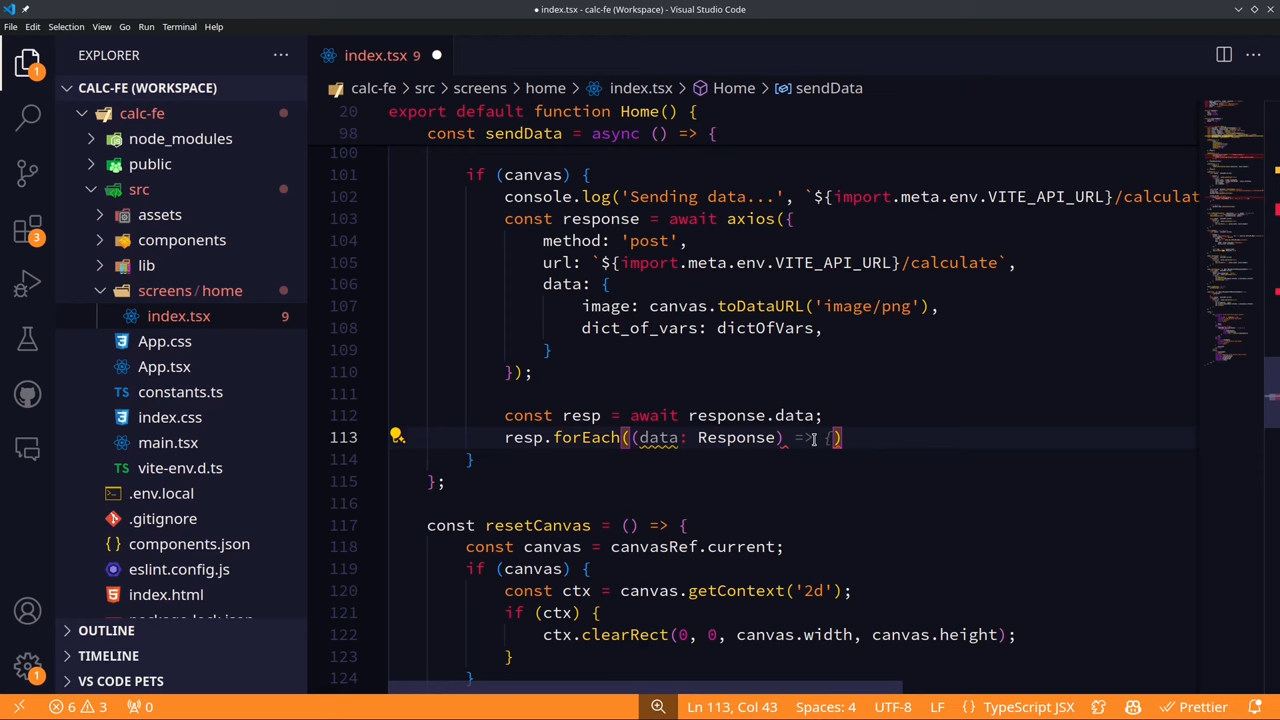 ● index.tsx - calc-fe (Workspace) - Visual Studio Code
File Edit Selection View Go Run Terminal Help
EXPLORER
index.tsx 9
CALC-FE (WORKSPACE)
calc-fe > src > screens > home > index.tsx > Home > sendData
calc-fe
node_modules
public
src
assets
components
lib
screens / home
index.tsx 9
App.css
App.tsx
constants.ts
index.css
main.tsx
vite-env.d.ts
.env.local
.gitignore
components.json
eslint.config.js
index.html
package-lock.json
OUTLINE
TIMELINE
VS CODE PETS
1
3
1
20 export default function Home() {
98 const sendData = async () => {
100
101 if (canvas) {
102 console.log('Sending data...', `${import.meta.env.VITE_API_URL}/calculat
103 const response = await axios({
104 method: 'post',
105 url: `${import.meta.env.VITE_API_URL}/calculate`,
106 data: {
107 image: canvas.toDataURL('image/png'),
108 dict_of_vars: dictOfVars,
109 }
110 });
111
112 const resp = await response.data;
113 resp.forEach((data: Response) => {)
114 }
115 };
116
117 const resetCanvas = () => {
118 const canvas = canvasRef.current;
119 if (canvas) {
120 const ctx = canvas.getContext('2d');
121 if (ctx) {
122 ctx.clearRect(0, 0, canvas.width, canvas.height);
123 }
124 }
6 3 0 Ln 113, Col 43 Spaces: 4 UTF-8 LF {} TypeScript JSX Prettier